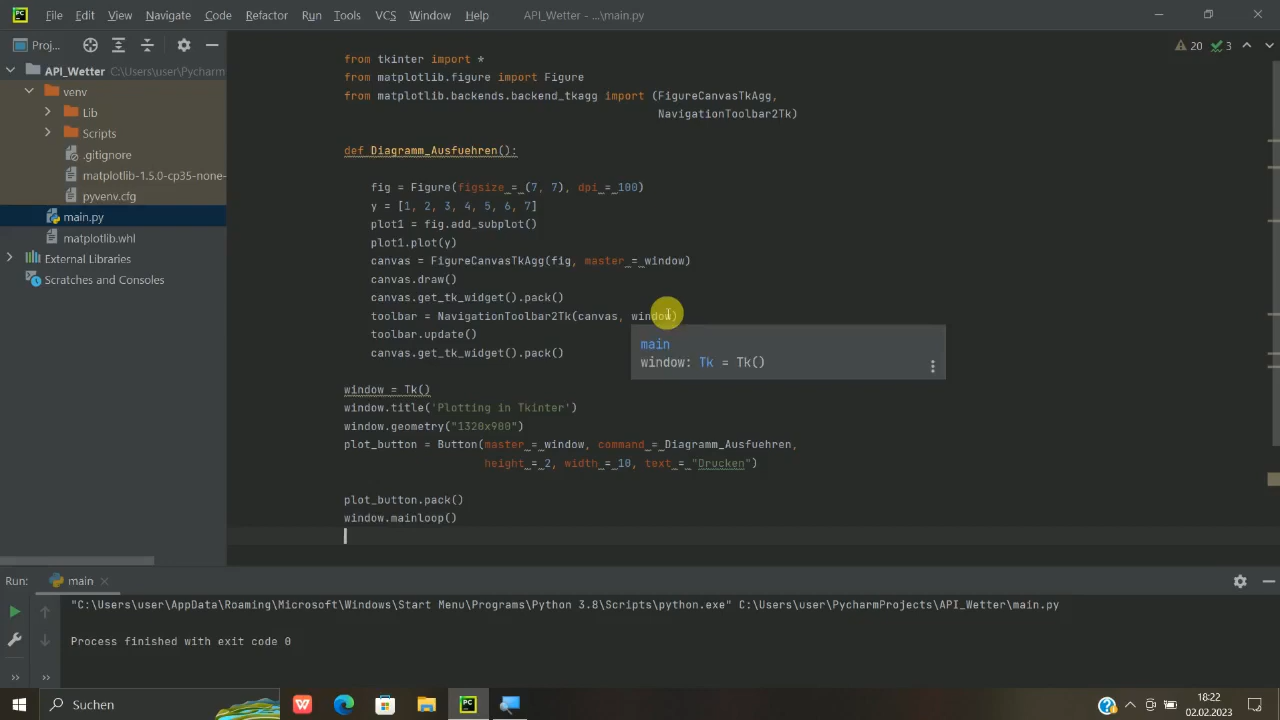 PC File Edit View Navigate Code Refactor Run Tools VCS Window Help API_Wetter - ...\main.py
Proj... 20 3
API_Wetter C:\Users\user\Pycharm
venv
Lib
Scripts
.gitignore
matplotlib-1.5.0-cp35-none-
pyvenv.cfg
main.py
matplotlib.whl
External Libraries
Scratches and Consoles
from tkinter import *
from matplotlib.figure import Figure
from matplotlib.backends.backend_tkagg import (FigureCanvasTkAgg,
NavigationToolbar2Tk)
def Diagramm_Ausfuehren():
fig = Figure(figsize = (7, 7), dpi = 100)
y = [1, 2, 3, 4, 5, 6, 7]
plot1 = fig.add_subplot()
plot1.plot(y)
canvas = FigureCanvasTkAgg(fig, master = window)
canvas.draw()
canvas.get_tk_widget().pack()
toolbar = NavigationToolbar2Tk(canvas, window)
toolbar.update()
canvas.get_tk_widget().pack()
main
window: Tk = Tk()
window = Tk()
window.title('Plotting in Tkinter')
window.geometry("1320x900")
plot_button = Button(master = window, command = Diagramm_Ausfuehren,
height = 2, width = 10, text = "Drucken")
plot_button.pack()
window.mainloop()
Run: main
"C:\Users\user\AppData\Roaming\Microsoft\Windows\Start Menu\Programs\Python 3.8\Scripts\python.exe" C:\Users\user\PycharmProjects\API_Wetter\main.py
Process finished with exit code 0
Suchen
W
PC
18:22
02.02.2023